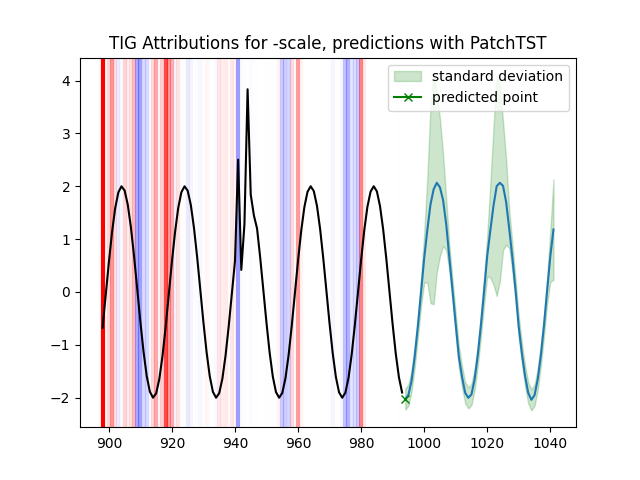 TIG Attributions for -scale, predictions with PatchTST
standard deviation
predicted point
4
3
2
1
0
−1
−2
900 920 940 960 980 1000 1020 1040